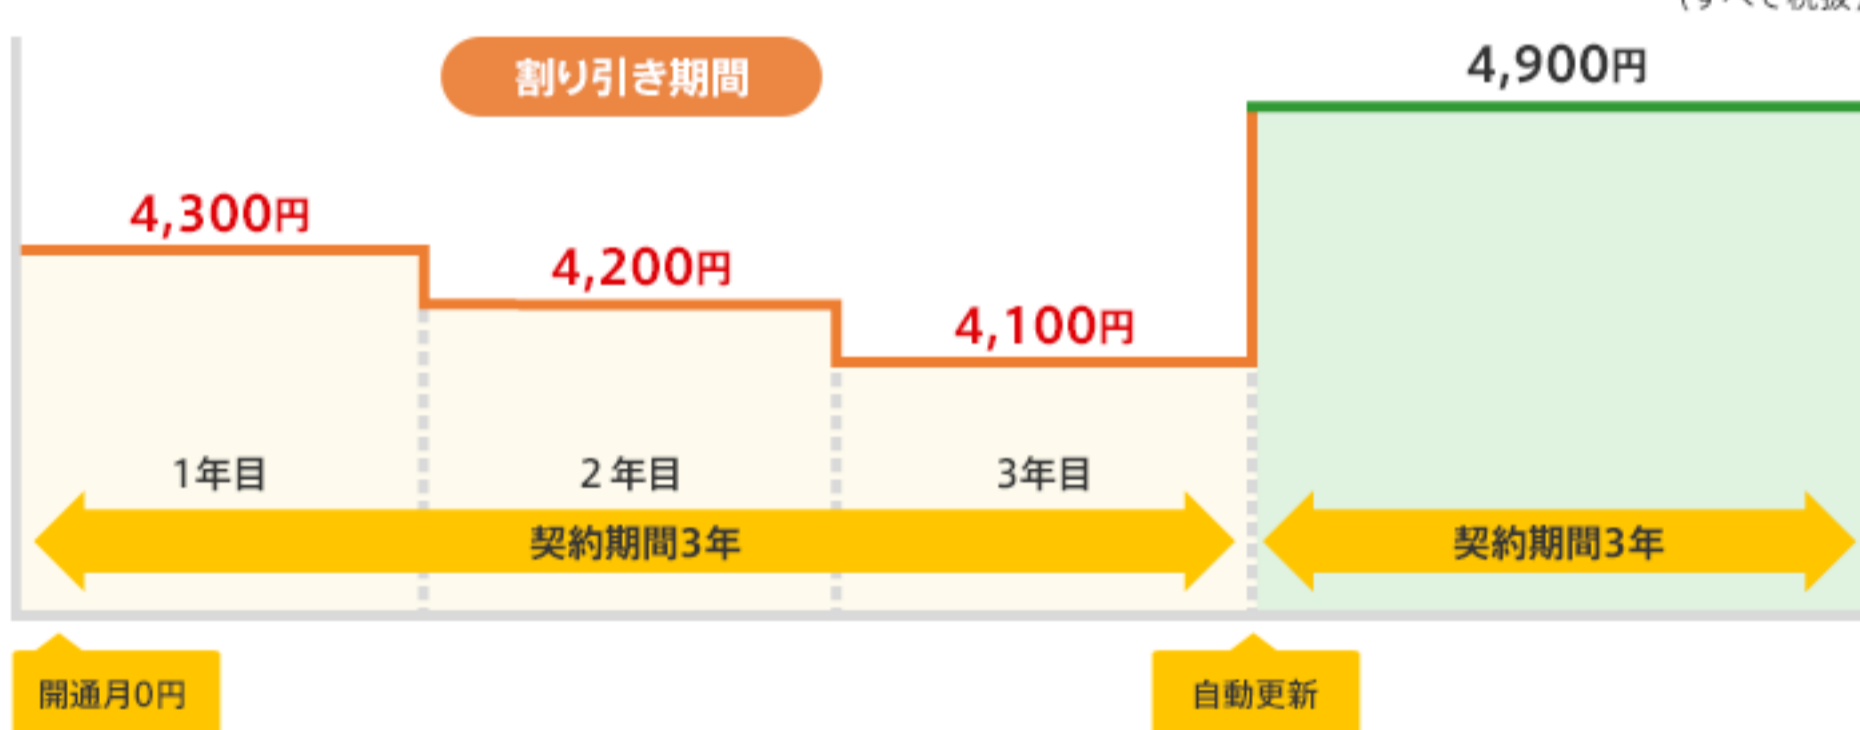 割り引き期間
4,900円
4,300円
4,200円
4,100円
1年目
2年目
3年目
契約期間3年
契約期間3年
開通月0円
自動更新